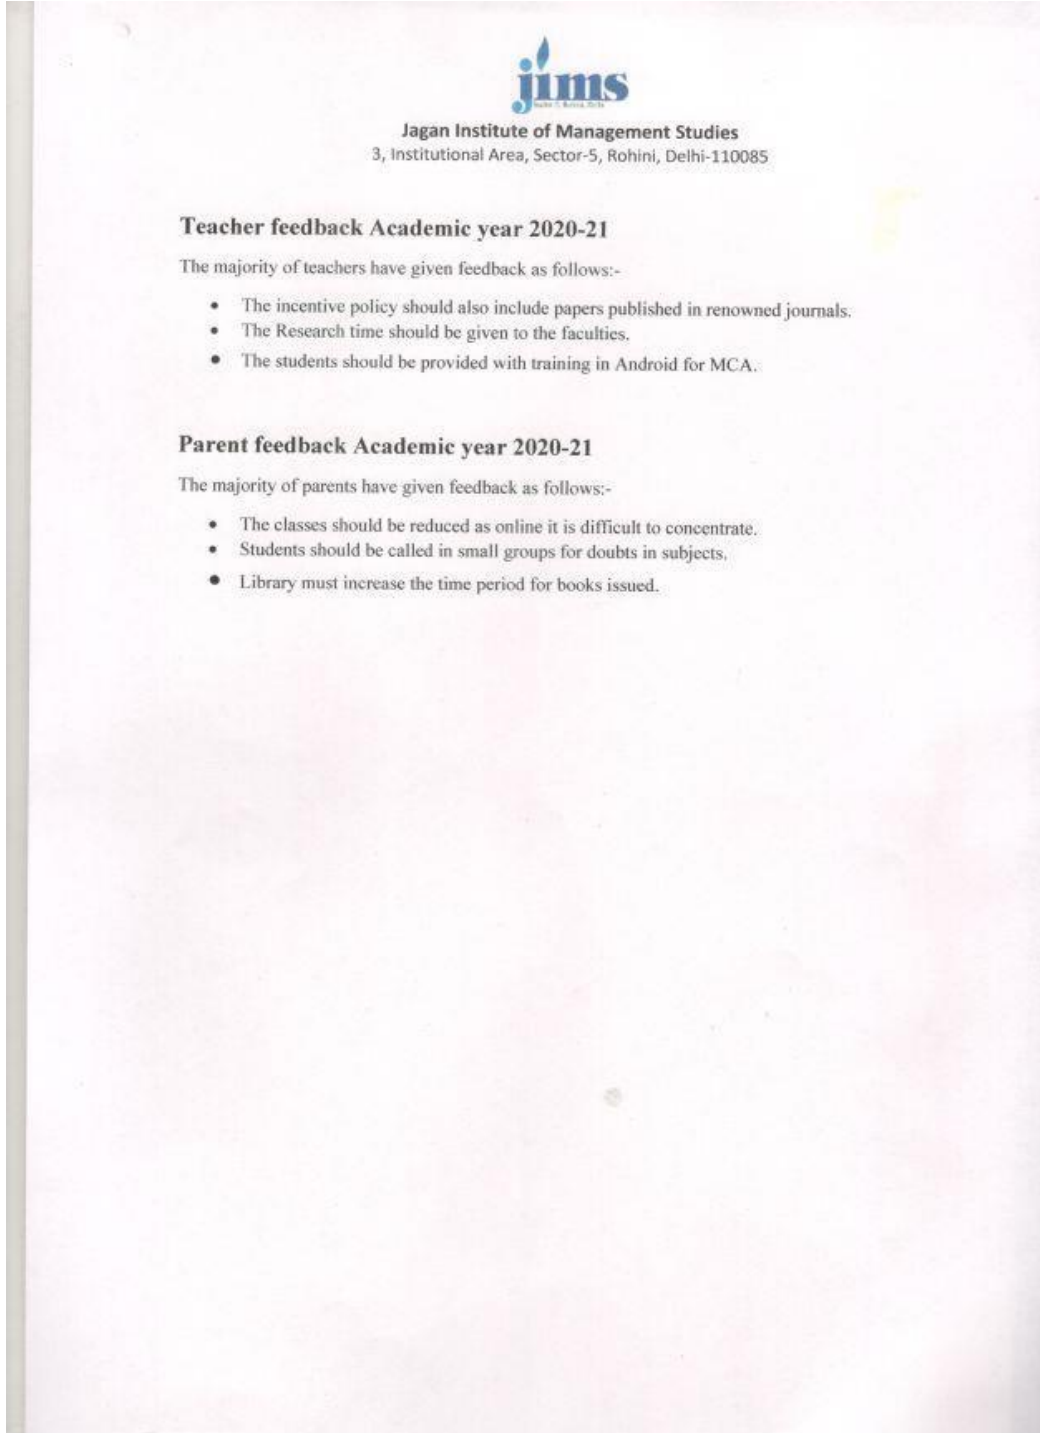 jims
Jagan Institute of Management Studies
3, Institutional Area, Sector-5, Rohini, Delhi-110085
Teacher feedback Academic year 2020-21
The majority of teachers have given feedback as follows:-
• The incentive policy should also include papers published in renowned journals.
• The Research time should be given to the faculties.
• The students should be provided with training in Android for MCA.
Parent feedback Academic year 2020-21
The majority of parents have given feedback as follows:-
• The classes should be reduced as online it is difficult to concentrate.
• Students should be called in small groups for doubts in subjects.
• Library must increase the time period for books issued.